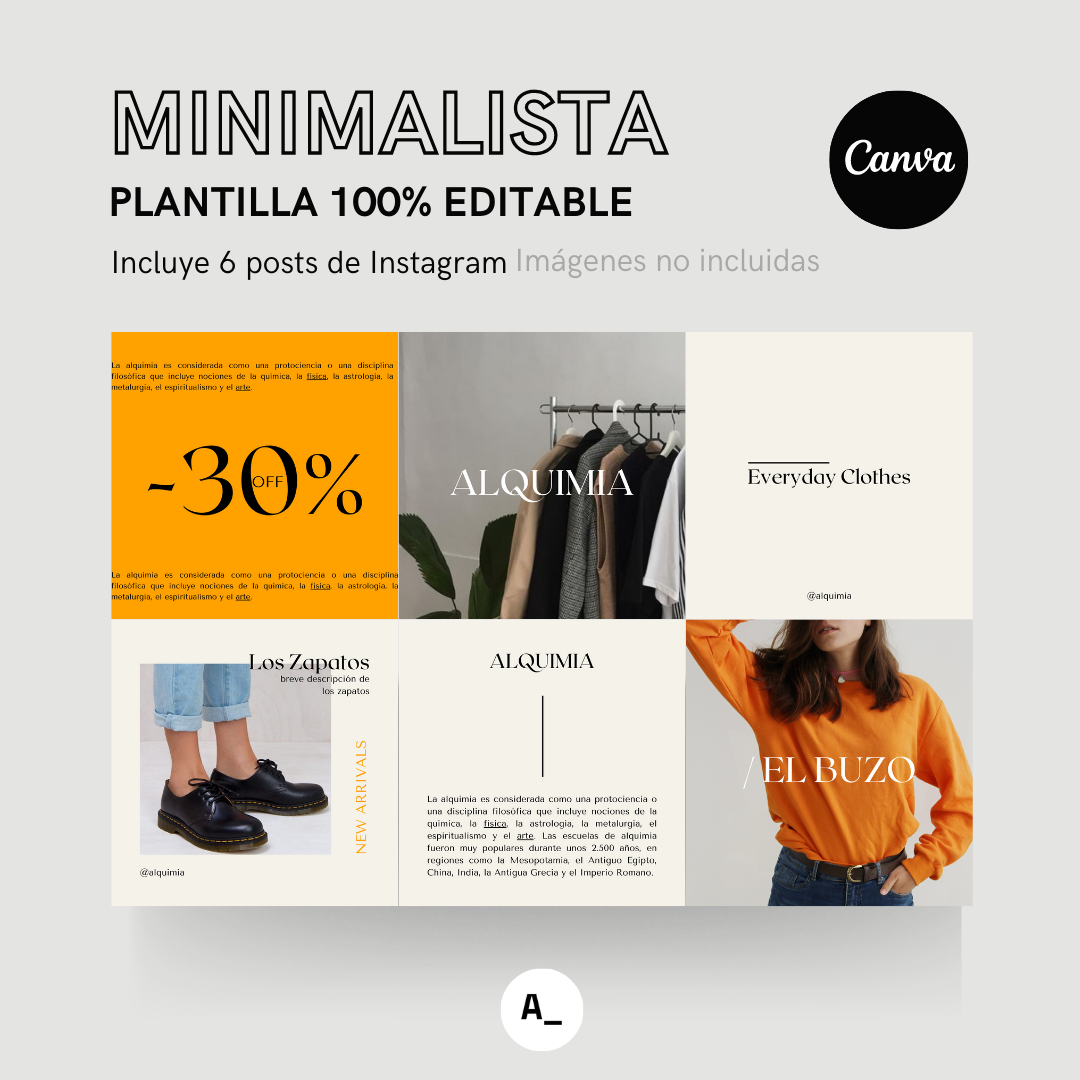 MINIMALISTA
Canva
PLANTILLA 100% EDITABLE
Incluye 6 posts de Instagram Imágenes no incluidas
La alquimia es considerada como una protociencia o una disciplina
filosófica que incluye nociones de la química, la física, la astrología, la
metalurgia, el espiritualismo y el arte.
-30%
OFF
La alquimia es considerada como una protociencia o una disciplina
filosófica que incluye nociones de la química, la física, la astrología, la
metalurgia, el espiritualismo y el arte.
ALQUIMIA
Everyday Clothes
@alquimia
Los Zapatos
breve descripción de
los zapatos
NEW ARRIVALS
@alquimia
ALQUIMIA
La alquimia es considerada como una protociencia o
una disciplina filosófica que incluye nociones de la
química, la física, la astrología, la metalurgia, el
espiritualismo y el arte. Las escuelas de alquimia
fueron muy populares durante unos 2.500 años, en
regiones como la Mesopotamia, el Antiguo Egipto,
China, India, la Antigua Grecia y el Imperio Romano.
/ EL BUZO
A_